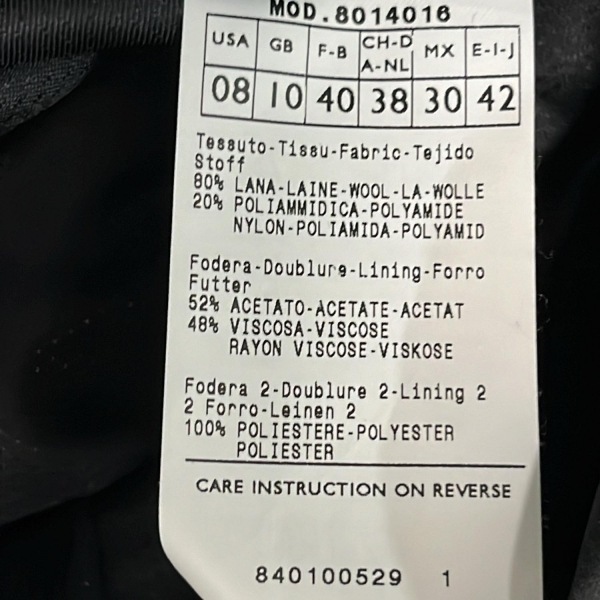 MOD.8014016
USA GB F-B CH-D A-NL MX E-I-J
08 10 40 38 30 42
Tessuto-Tissu-Fabric-Tejido
Stoff
80% LANA-LAINE-WOOL-LA-WOLLE
20% POLIAMMIDICA-POLYAMIDE
NYLON-POLIAMIDA-POLYAMID
Fodera-Doublure-Lining-Forro
Futter
52% ACETATO-ACETATE-ACETAT
48% VISCOSA-VISCOSE
RAYON VISCOSE-VISKOSE
Fodera 2-Doublure 2-Lining 2
2 Forro-Leinen 2
100% POLIESTERE-POLYESTER
POLIESTER
CARE INSTRUCTION ON REVERSE
840100529 1